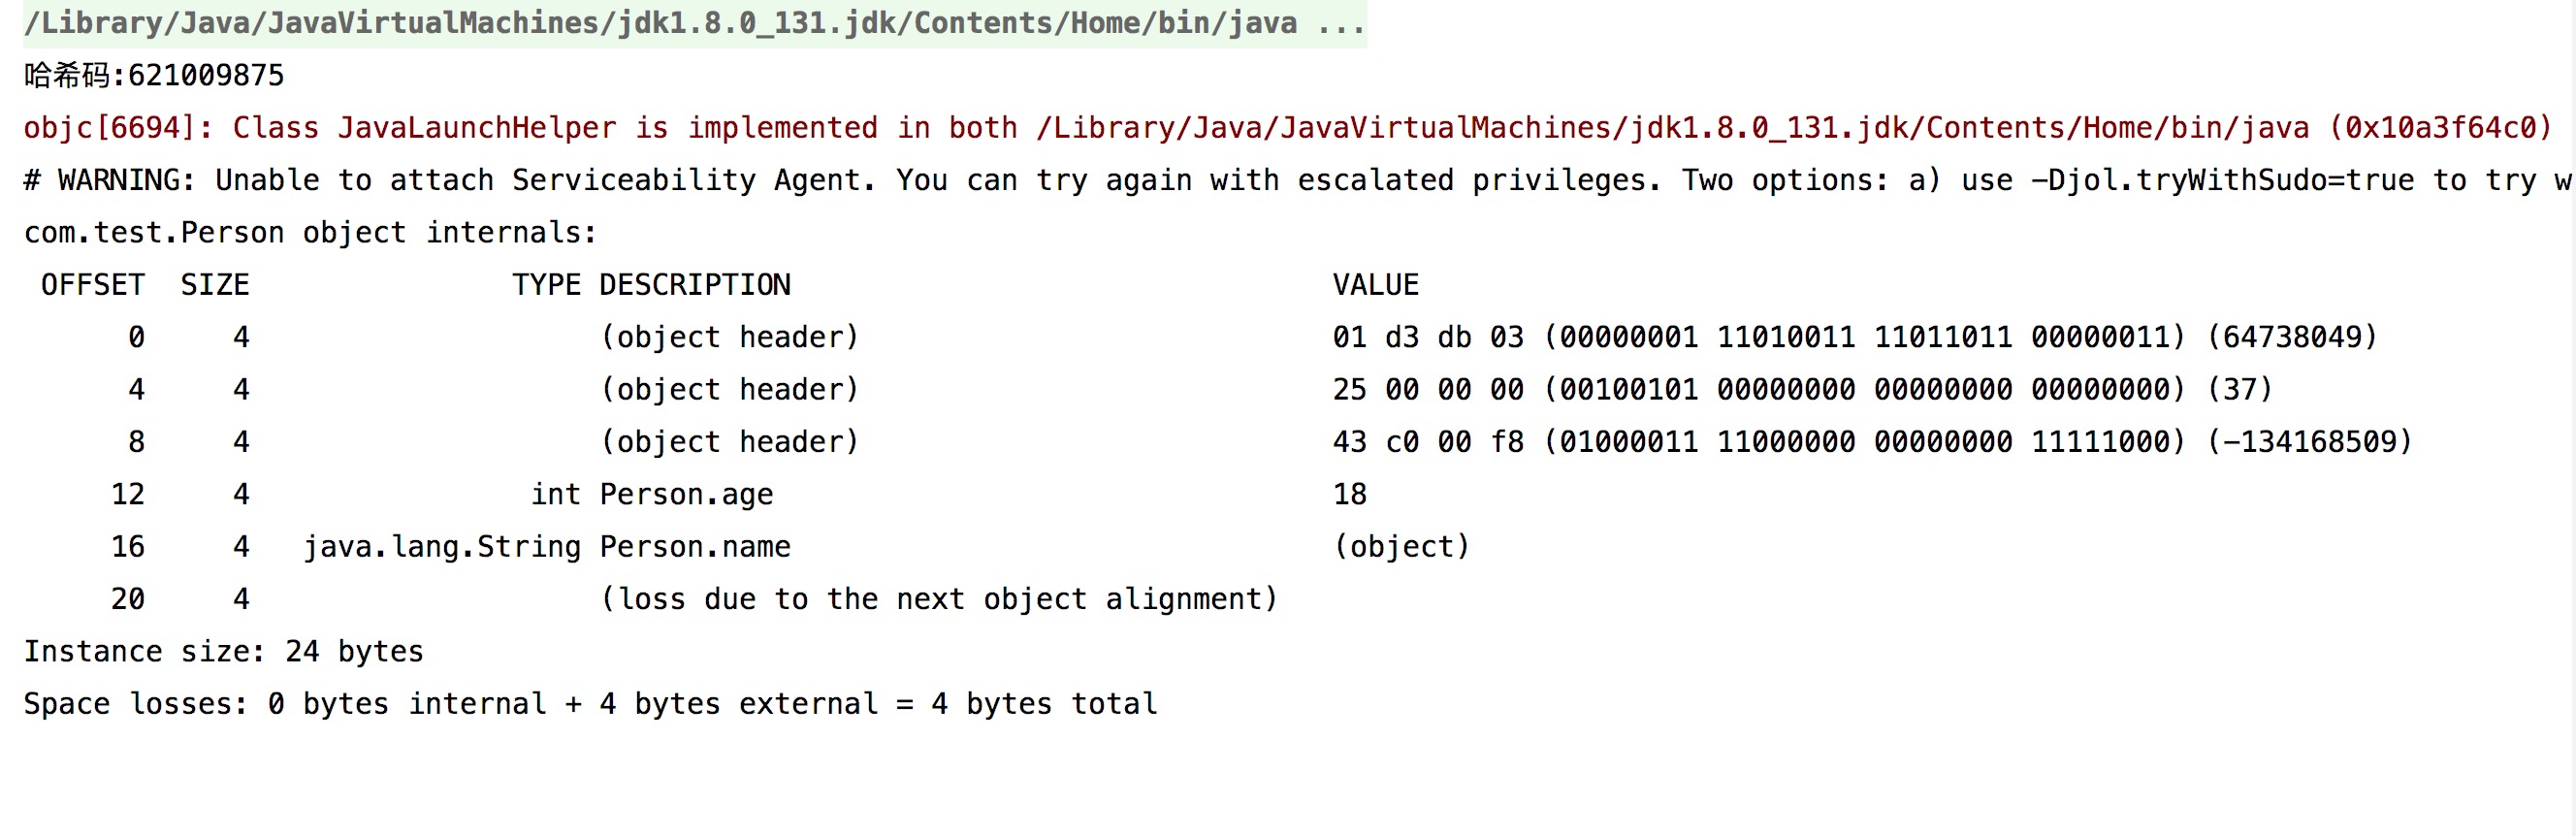 /Library/Java/JavaVirtualMachines/jdk1.8.0_131.jdk/Contents/Home/bin/java ...
哈希码:621009875
objc[6694]: Class JavaLaunchHelper is implemented in both /Library/Java/JavaVirtualMachines/jdk1.8.0_131.jdk/Contents/Home/bin/java (0x10a3f64c0)
# WARNING: Unable to attach Serviceability Agent. You can try again with escalated privileges. Two options: a) use -Djol.tryWithSudo=true to try w
com.test.Person object internals:
OFFSET SIZE TYPE DESCRIPTION VALUE
0 4 (object header) 01 d3 db 03 (00000001 11010011 11011011 00000011) (64738049)
4 4 (object header) 25 00 00 00 (00100101 00000000 00000000 00000000) (37)
8 4 (object header) 43 c0 00 f8 (01000011 11000000 00000000 11111000) (-134168509)
12 4 int Person.age 18
16 4 java.lang.String Person.name (object)
20 4 (loss due to the next object alignment)
Instance size: 24 bytes
Space losses: 0 bytes internal + 4 bytes external = 4 bytes total